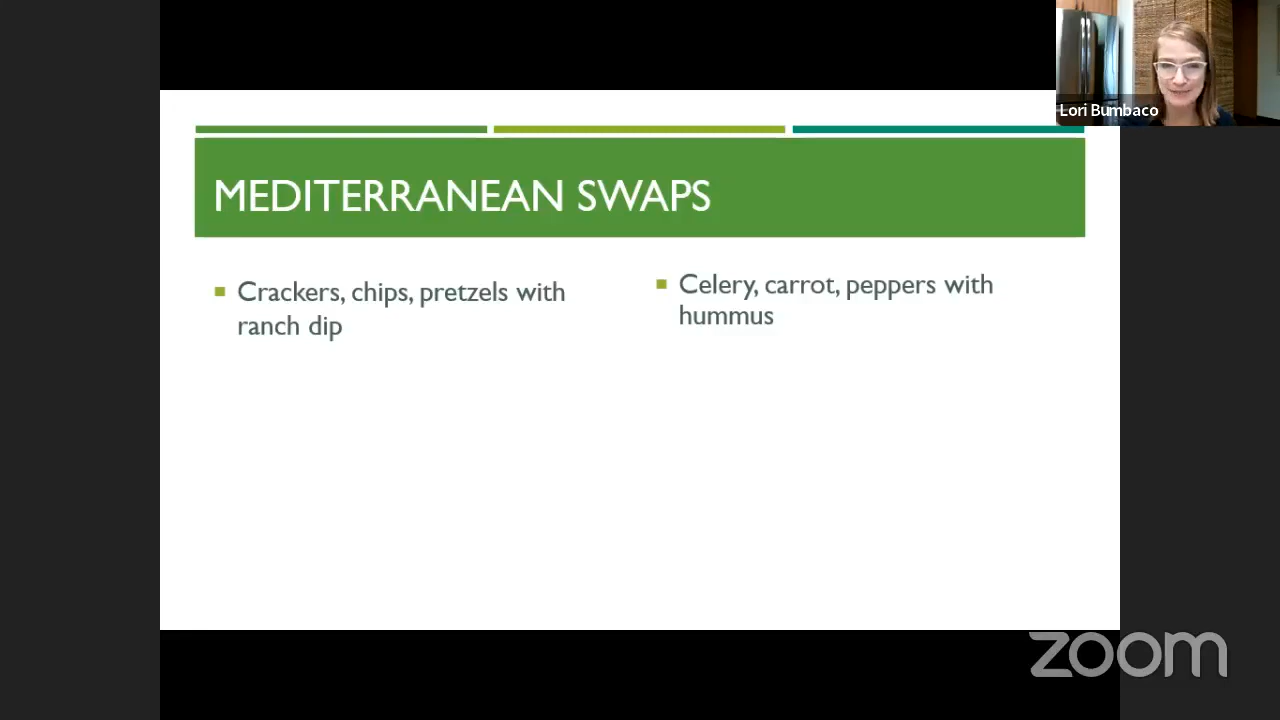 Lori Bumbaco
MEDITERRANEAN SWAPS
Crackers, chips, pretzels with
ranch dip
Celery, carrot, peppers with
hummus
zoom